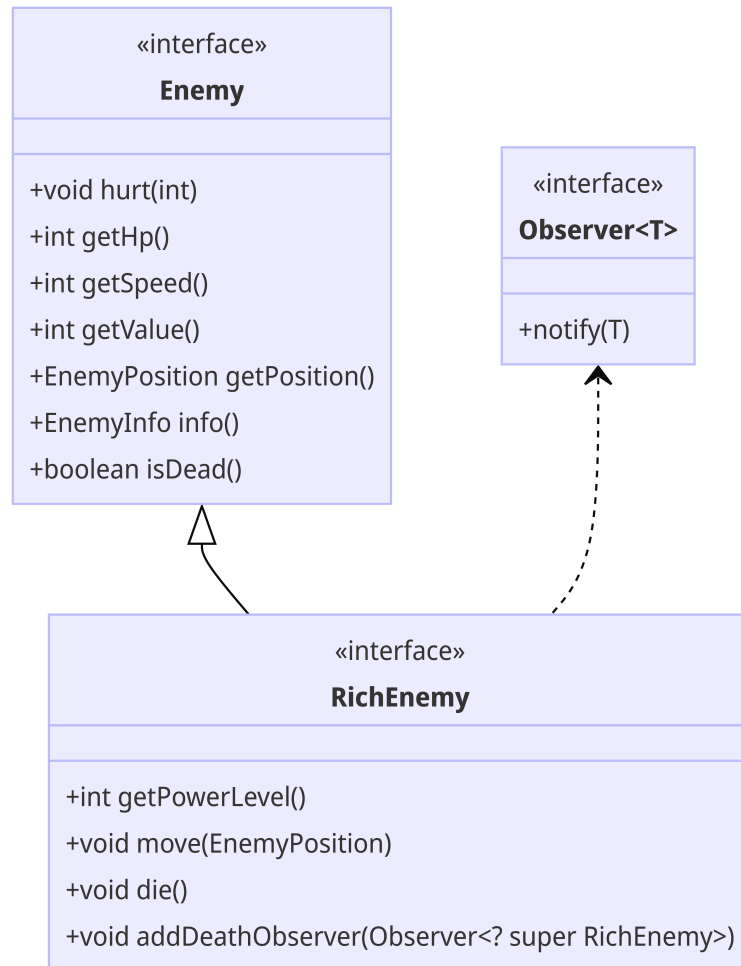 «interface»
Enemy
+void hurt(int)
+int getHp()
+int getSpeed()
+int getValue()
+EnemyPosition getPosition()
+EnemyInfo info()
+boolean isDead()
«interface»
Observer<T>
+notify(T)
«interface»
RichEnemy
+int getPowerLevel()
+void move(EnemyPosition)
+void die()
+void addDeathObserver(Observer<? super RichEnemy>)